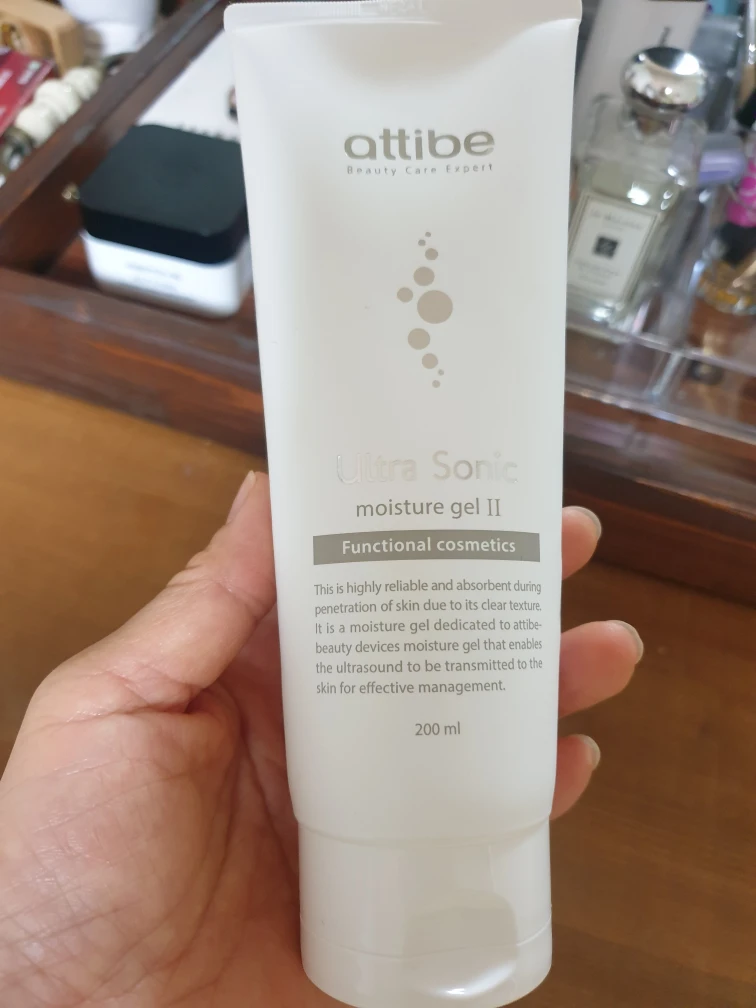 attibe
Beauty Care Expert
Ultra Sonic
moisture gel II
Functional cosmetics
This is highly reliable and absorbent during
penetration of skin due to its clear texture.
It is a moisture gel dedicated to attibe-
beauty devices moisture gel that enables
the ultrasound to be transmitted to the
skin for effective management.
200 ml